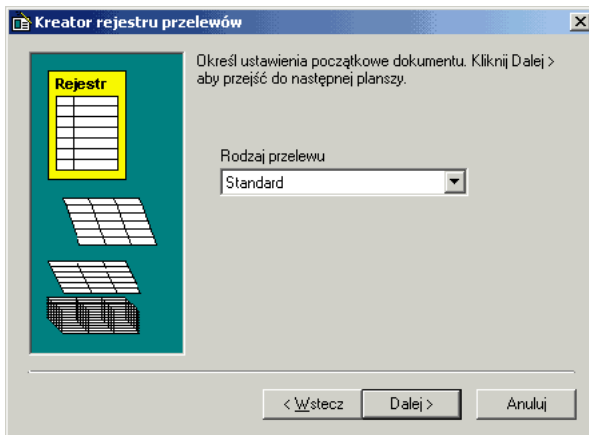 Kreator rejestru przelewów
Rejestr
Określ ustawienia początkowe dokumentu. Kliknij Dalej >
aby przejść do następnej planszy.
Rodzaj przelewu
Standard
< Wstecz
Dalej >
Anuluj